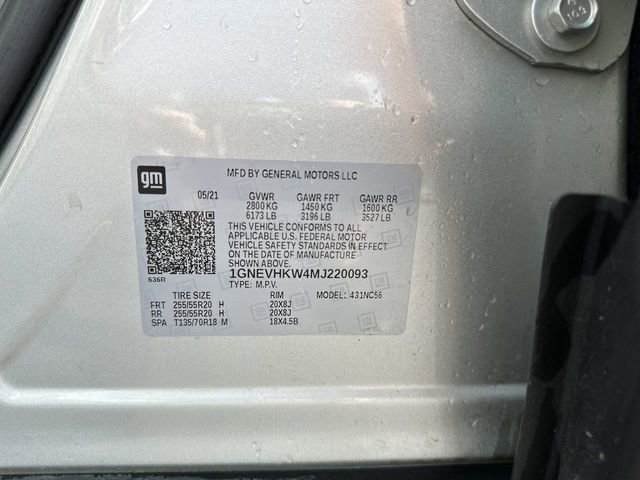 gm
MFD BY GENERAL MOTORS LLC
05/21 GVWR GAWR FRT GAWR RR
2800 KG 1450 KG 1600 KG
6173 LB 3196 LB 3527 LB
THIS VEHICLE CONFORMS TO ALL
APPLICABLE U.S. FEDERAL MOTOR
VEHICLE SAFETY STANDARDS IN EFFECT
ON THE DATE OF MANUFACTURE
SHOWN ABOVE.
1GNEVHKW4MJ220093
636R
TYPE: M.P.V.
TIRE SIZE RIM MODEL: 431NC56
FRT 255/55R20 H 20X8J
RR 255/55R20 H 20X8J
SPA T135/70R18 M 18X4.5B